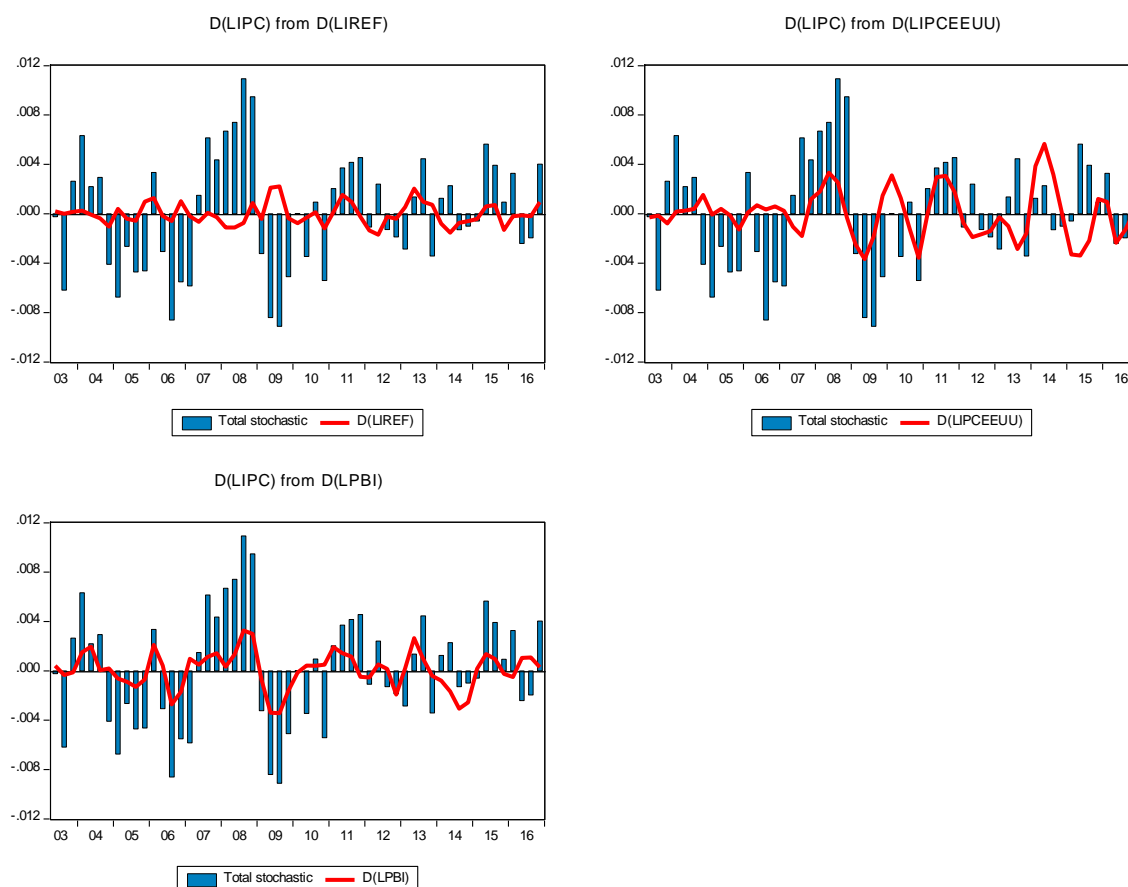 D(LIPC) from D(LIREF)
.012
.008
.004
.000
-.004
-.008
-.012
03 04 05 06 07 08 09 10 11 12 13 14 15 16
Total stochastic D(LIREF)
D(LIPC) from D(LIPCEEUU)
.012
.008
.004
.000
-.004
-.008
-.012
03 04 05 06 07 08 09 10 11 12 13 14 15 16
Total stochastic D(LIPCEEUU)
D(LIPC) from D(LPBI)
.012
.008
.004
.000
-.004
-.008
-.012
03 04 05 06 07 08 09 10 11 12 13 14 15 16
Total stochastic D(LPBI)